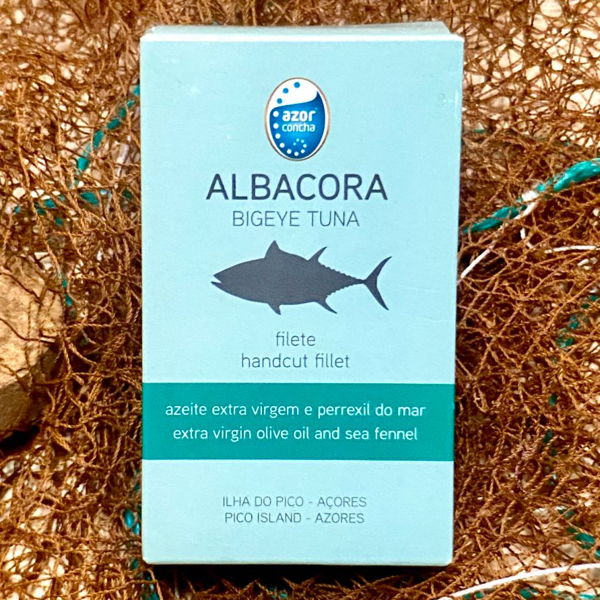 azor
concha
ALBACORA
BIGEYE TUNA
filete
handcut fillet
azeite extra virgem e perrexil do mar
extra virgin olive oil and sea fennel
ILHA DO PICO - AÇORES
PICO ISLAND - AZORES